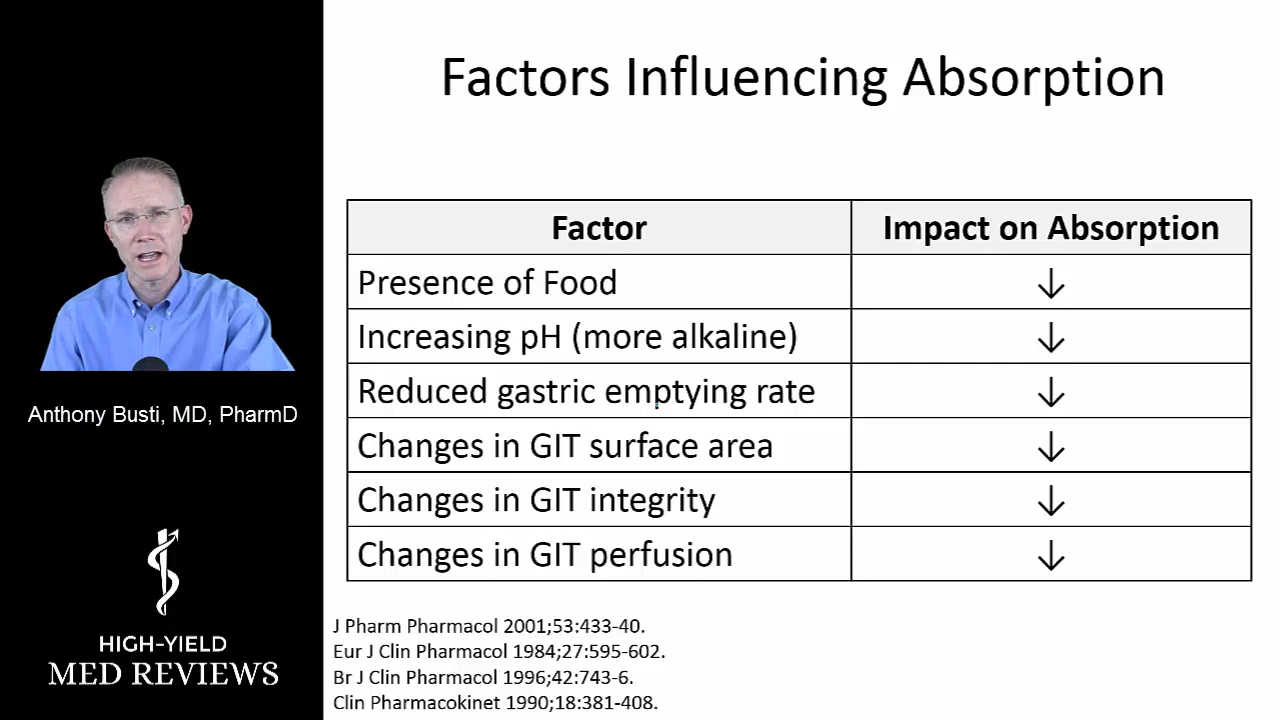 Factors Influencing Absorption
Factor Impact on Absorption
Presence of Food ↓
Increasing pH (more alkaline) ↓
Reduced gastric emptying rate ↓
Changes in GIT surface area ↓
Changes in GIT integrity ↓
Changes in GIT perfusion ↓
Anthony Busti, MD, PharmD
HIGH-YIELD
MED REVIEWS
J Pharm Pharmacol 2001;53:433-40.
Eur J Clin Pharmacol 1984;27:595-602.
Br J Clin Pharmacol 1996;42:743-6.
Clin Pharmacokinet 1990;18:381-408.